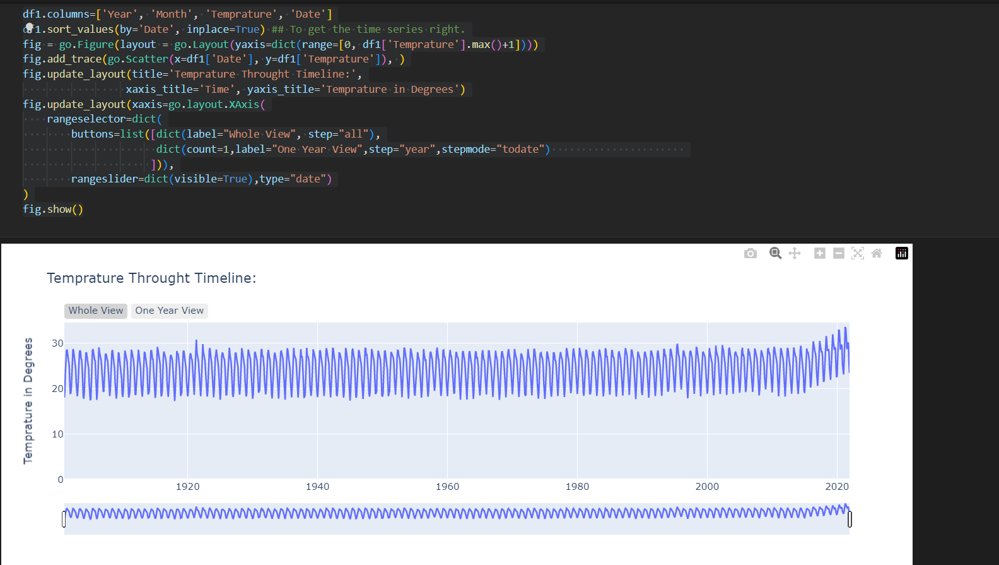 df1.columns=['Year', 'Month', 'Temprature', 'Date']
df1.sort_values(by='Date', inplace=True) ## To get the time series right.
fig = go.Figure(layout = go.Layout(yaxis=dict(range=[0, df1['Temprature'].max()+1])))
fig.add_trace(go.Scatter(x=df1['Date'], y=df1['Temprature']), )
fig.update_layout(title='Temprature Throught Timeline:',
xaxis_title='Time', yaxis_title='Temprature in Degrees')
fig.update_layout(xaxis=go.layout.XAxis(
rangeselector=dict(
buttons=list([dict(label="Whole View", step="all"),
dict(count=1,label="One Year View",step="year",stepmode="todate")
])),
rangeslider=dict(visible=True),type="date")
)
fig.show()
Temprature Throught Timeline:
Whole View One Year View
Temprature in Degrees
30
20
10
0
1920 1940 1960 1980 2000 2020